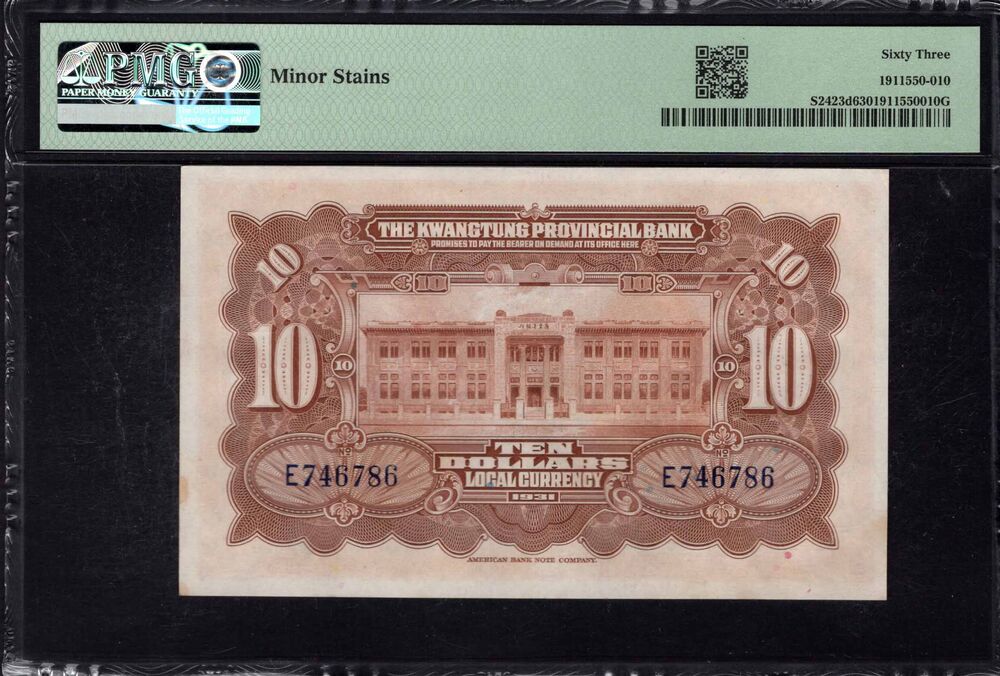 PMG
PAPER MONEY GUARANTY
Minor Stains
Sixty Three
1911550-010
S2423d6301911550010G
THE KWANGTUNG PROVINCIAL BANK
PROMISES TO PAY THE BEARER ON DEMAND AT ITS OFFICE HERE
10 10
10 10
10 10 10 10
TEN
DOLLARS
LOCAL CURRENCY
1931
No E746786
No E746786
AMERICAN BANK NOTE COMPANY.